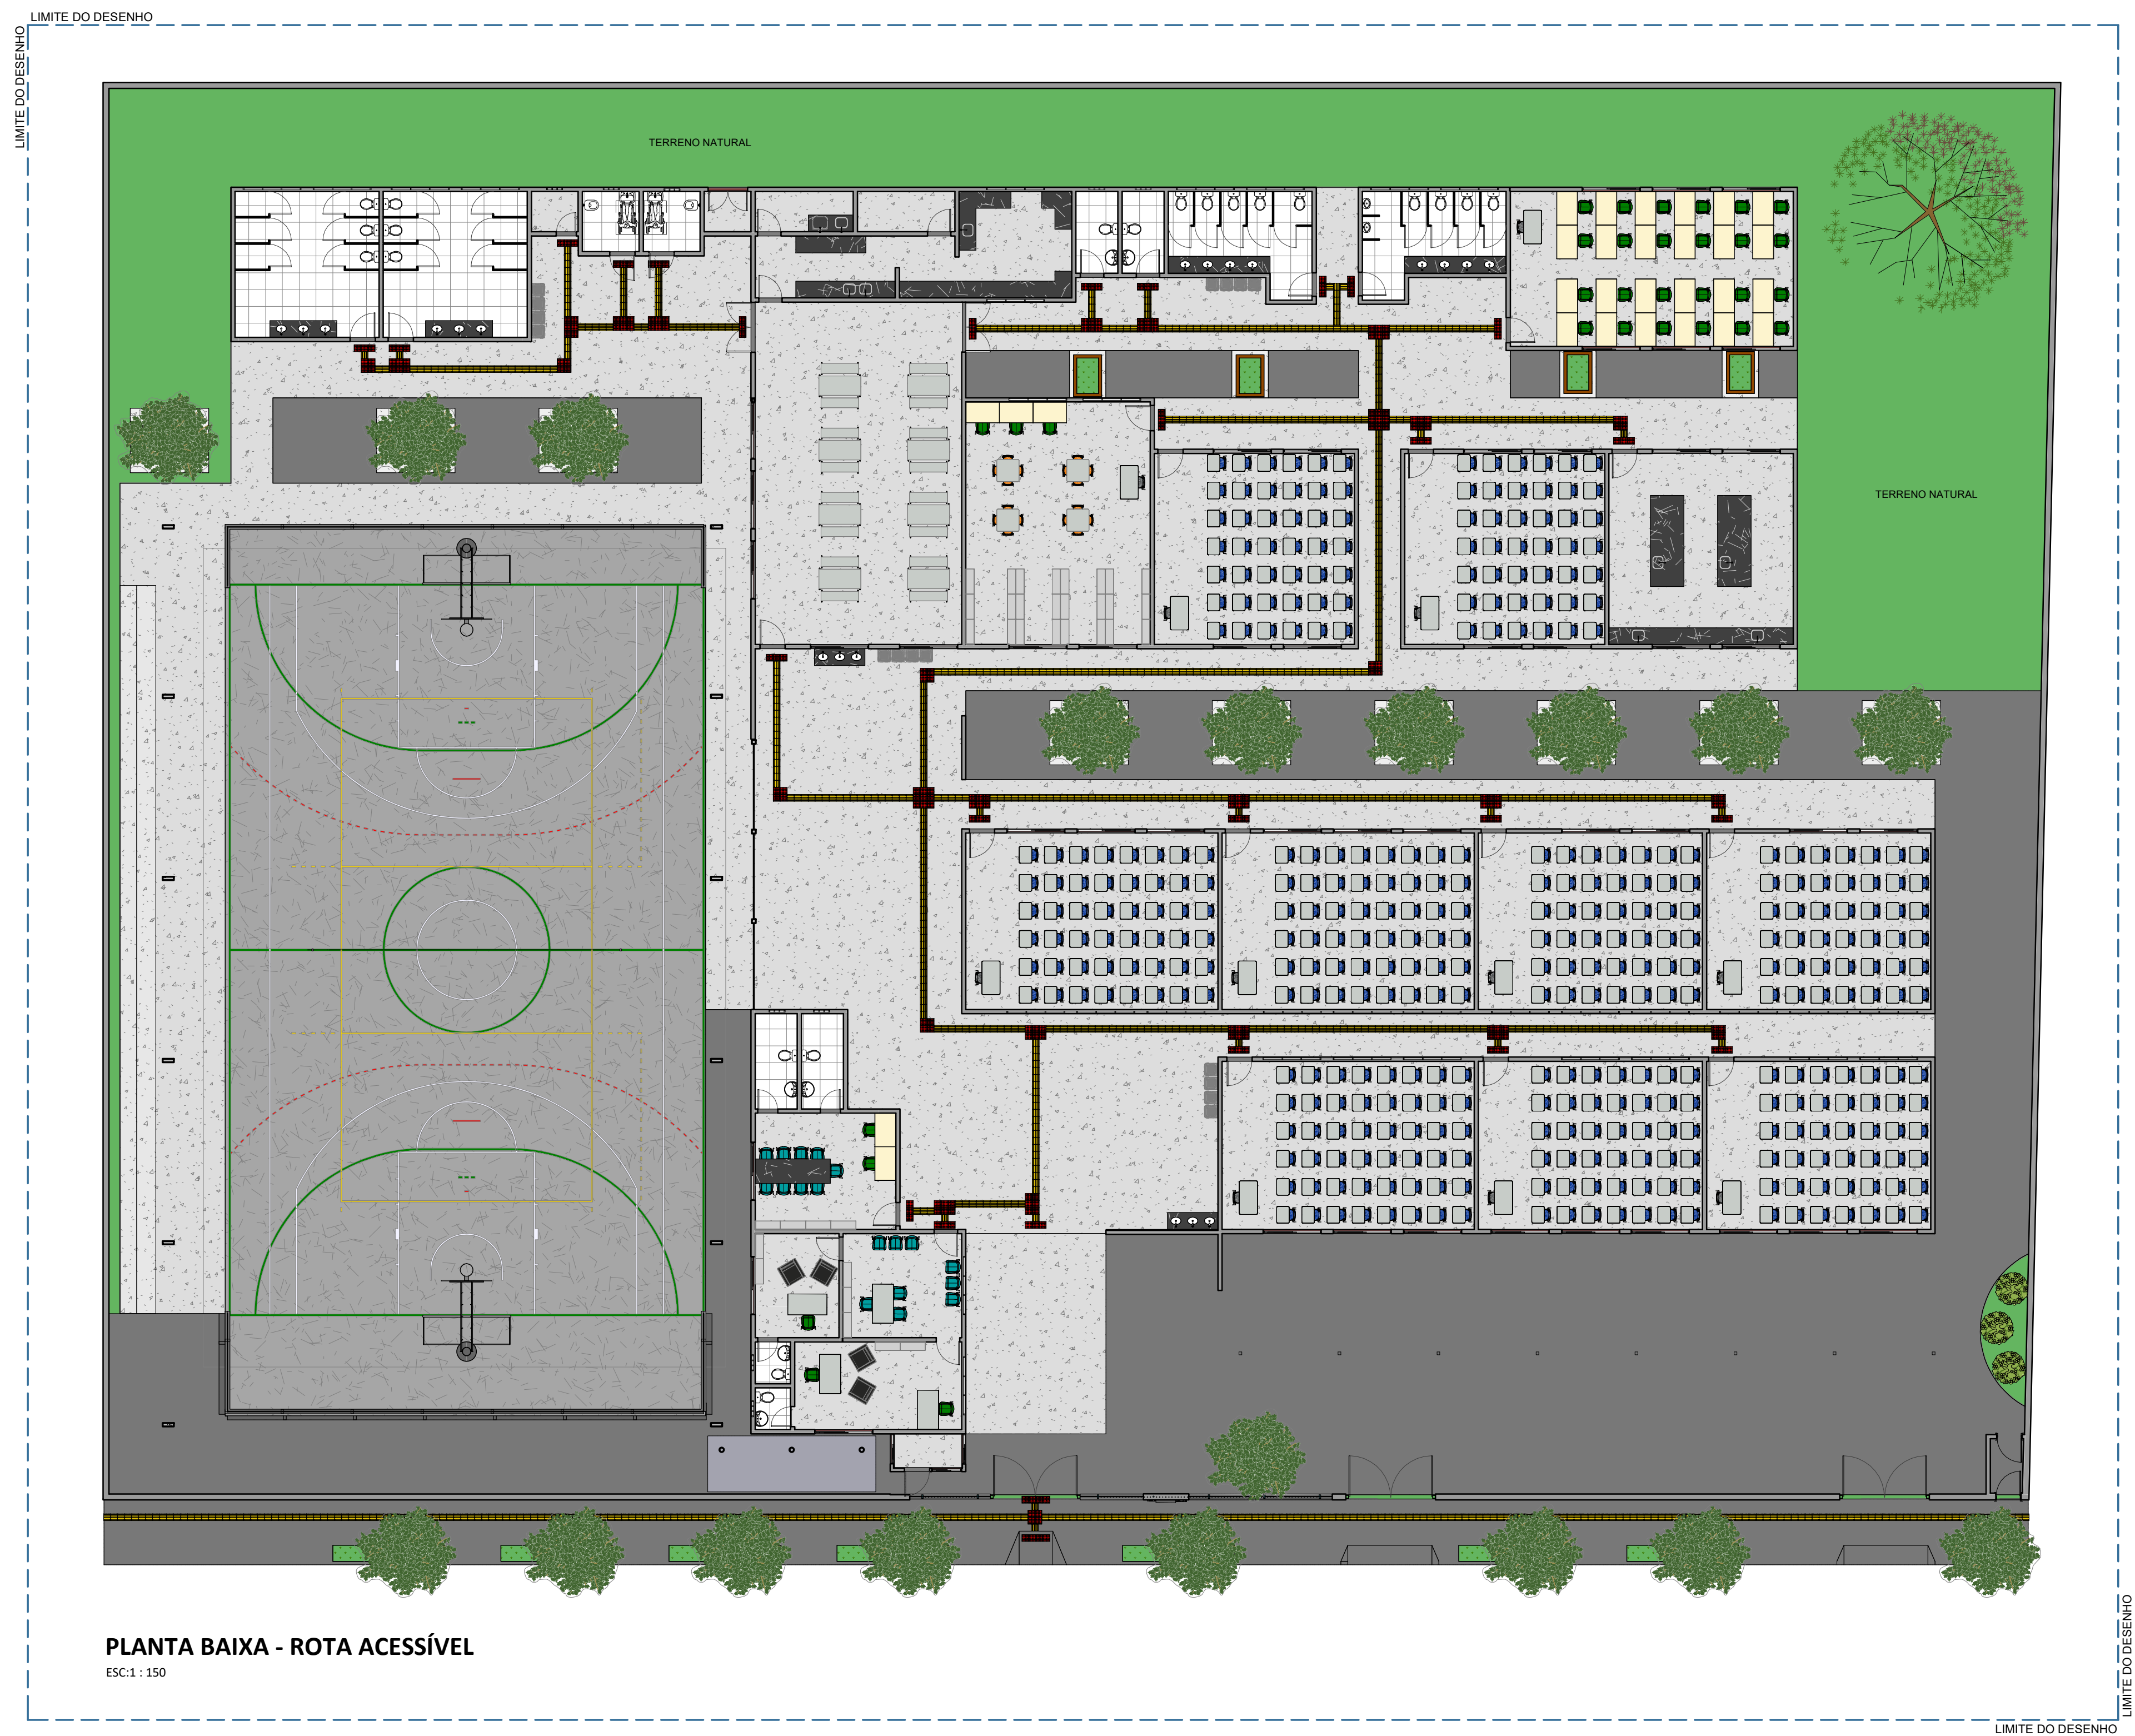 LIMITE DO DESENHO
LIMITE DO DESENHO
TERRENO NATURAL
TERRENO NATURAL
PLANTA BAIXA - ROTA ACESSÍVEL
ESC:1 : 150
LIMITE DO DESENHO
LIMITE DO DESENHO